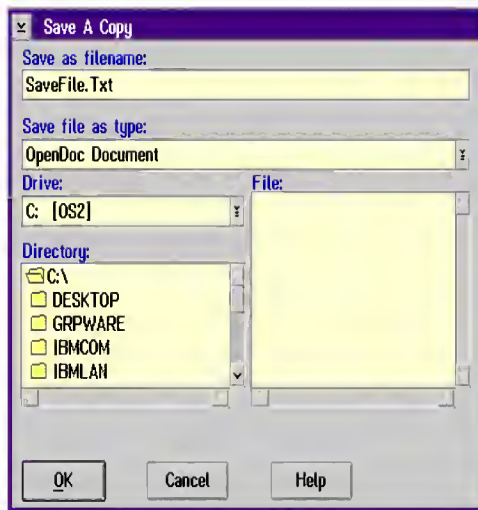 Save A Copy
Save as filename:
SaveFile.Txt
Save file as type:
OpenDoc Document
Drive:
File:
C: [OS2]
Directory:
C:\
DESKTOP
GRPWARE
IBMCOM
IBMLAN
OK
Cancel
Help